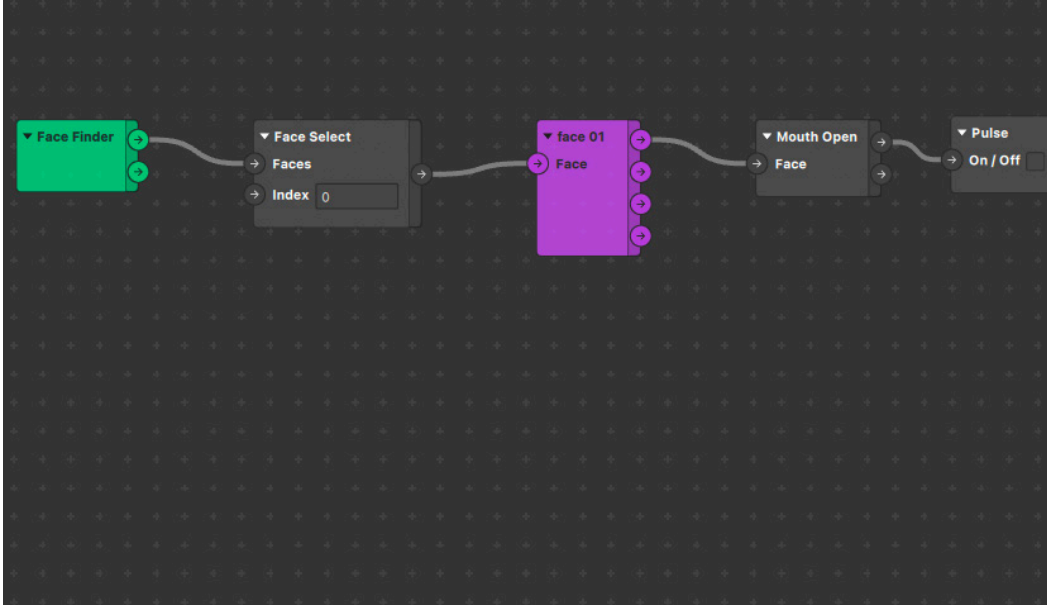 Face Finder
Face Select
Faces
Index 0
face 01
Face
Mouth Open
Face
Pulse
On / Off